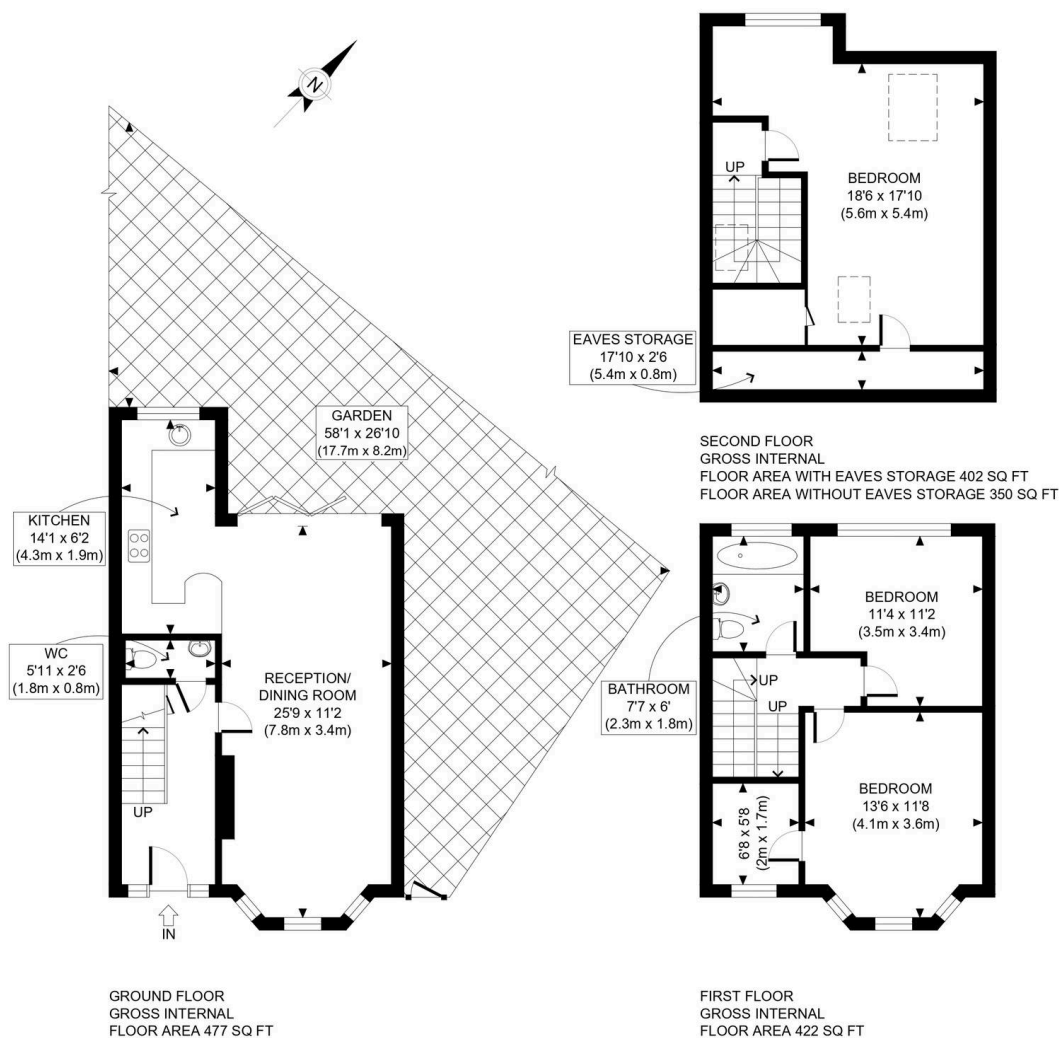 N
GARDEN
58'1 x 26'10
(17.7m x 8.2m)
KITCHEN
14'1 x 6'2
(4.3m x 1.9m)
WC
5'11 x 2'6
(1.8m x 0.8m)
RECEPTION/
DINING ROOM
25'9 x 11'2
(7.8m x 3.4m)
UP
IN
GROUND FLOOR
GROSS INTERNAL
FLOOR AREA 477 SQ FT
UP
BEDROOM
18'6 x 17'10
(5.6m x 5.4m)
EAVES STORAGE
17'10 x 2'6
(5.4m x 0.8m)
SECOND FLOOR
GROSS INTERNAL
FLOOR AREA WITH EAVES STORAGE 402 SQ FT
FLOOR AREA WITHOUT EAVES STORAGE 350 SQ FT
BEDROOM
11'4 x 11'2
(3.5m x 3.4m)
BATHROOM
7'7 x 6'
(2.3m x 1.8m)
UP
UP
BEDROOM
13'6 x 11'8
(4.1m x 3.6m)
6'8 x 5'8
(2m x 1.7m)
FIRST FLOOR
GROSS INTERNAL
FLOOR AREA 422 SQ FT